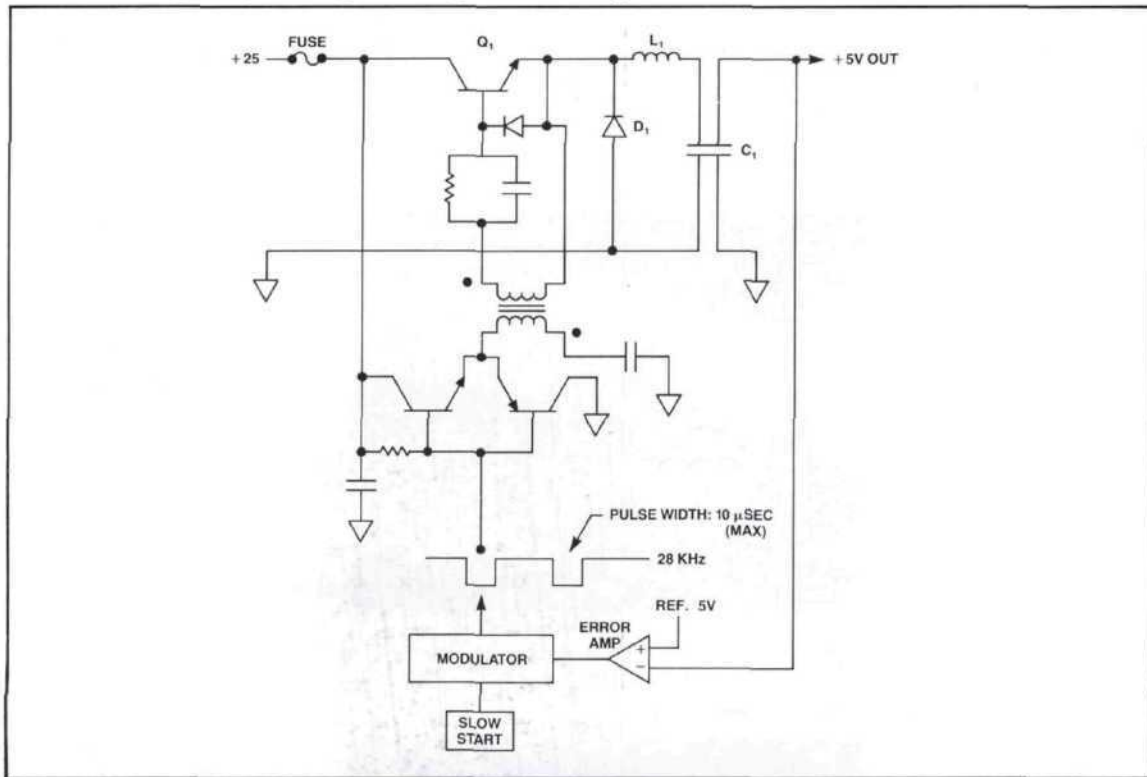 FUSE
Q1
L1
+25
+5V OUT
D1
C1
PULSE WIDTH: 10 µSEC
(MAX)
28 KHz
REF. 5V
ERROR
AMP
+
−
MODULATOR
SLOW
START